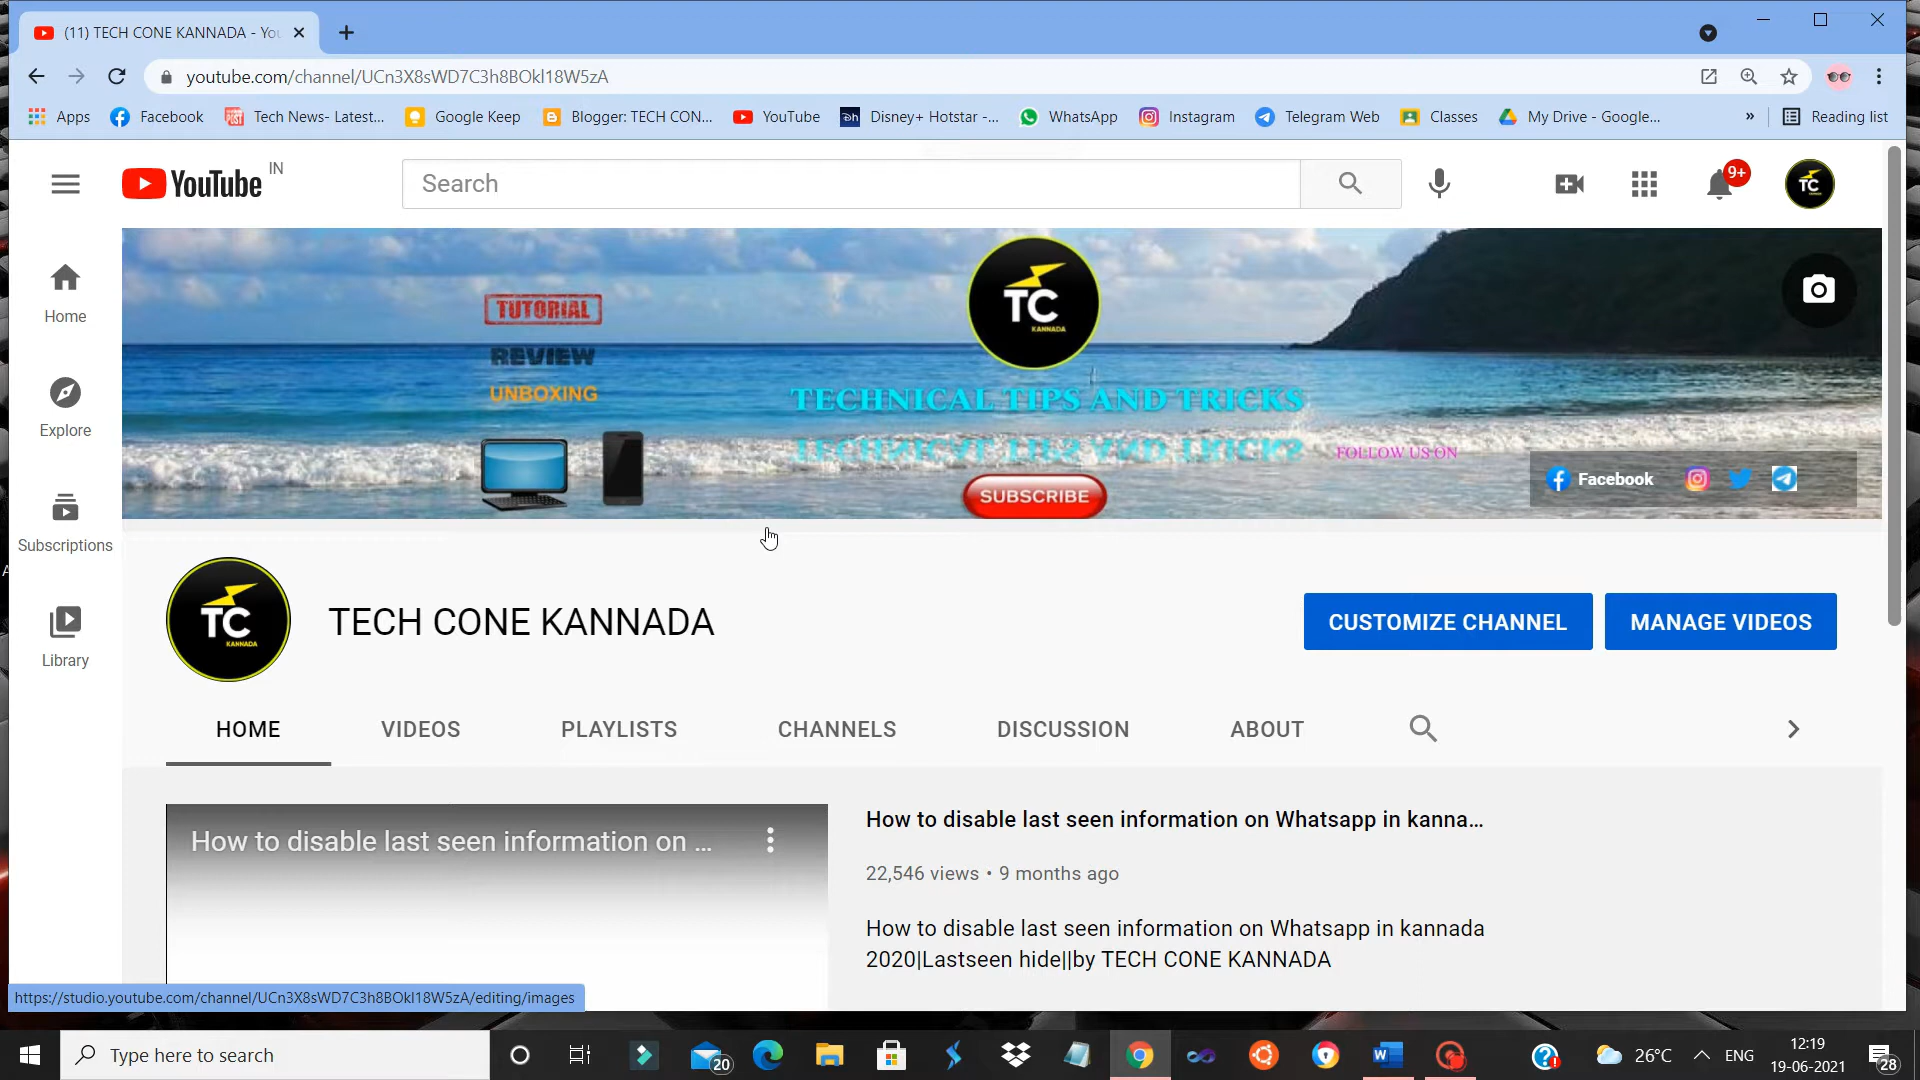 (11) TECH CONE KANNADA - You
youtube.com/channel/UCn3X8sWD7C3h8BOkl18W5zA
Apps
Facebook
Tech News- Latest...
Google Keep
Blogger: TECH CON...
YouTube
Disney+ Hotstar -...
WhatsApp
Instagram
Telegram Web
Classes
My Drive - Google...
»
Reading list
YouTube IN
Search
9+
TC
Home
Explore
Subscriptions
Library
TUTORIAL
REVIEW
UNBOXING
TC
KANNADA
TECHNICAL TIPS AND TRICKS
SUBSCRIBE
FOLLOW US ON
Facebook
TC
KANNADA
TECH CONE KANNADA
CUSTOMIZE CHANNEL
MANAGE VIDEOS
HOME
VIDEOS
PLAYLISTS
CHANNELS
DISCUSSION
ABOUT
How to disable last seen information on ...
How to disable last seen information on Whatsapp in kanna...
22,546 views • 9 months ago
How to disable last seen information on Whatsapp in kannada
2020|Lastseen hide||by TECH CONE KANNADA
https://studio.youtube.com/channel/UCn3X8sWD7C3h8BOkl18W5zA/editing/images
Type here to search
20
26°C
ENG
12:19
19-06-2021
28